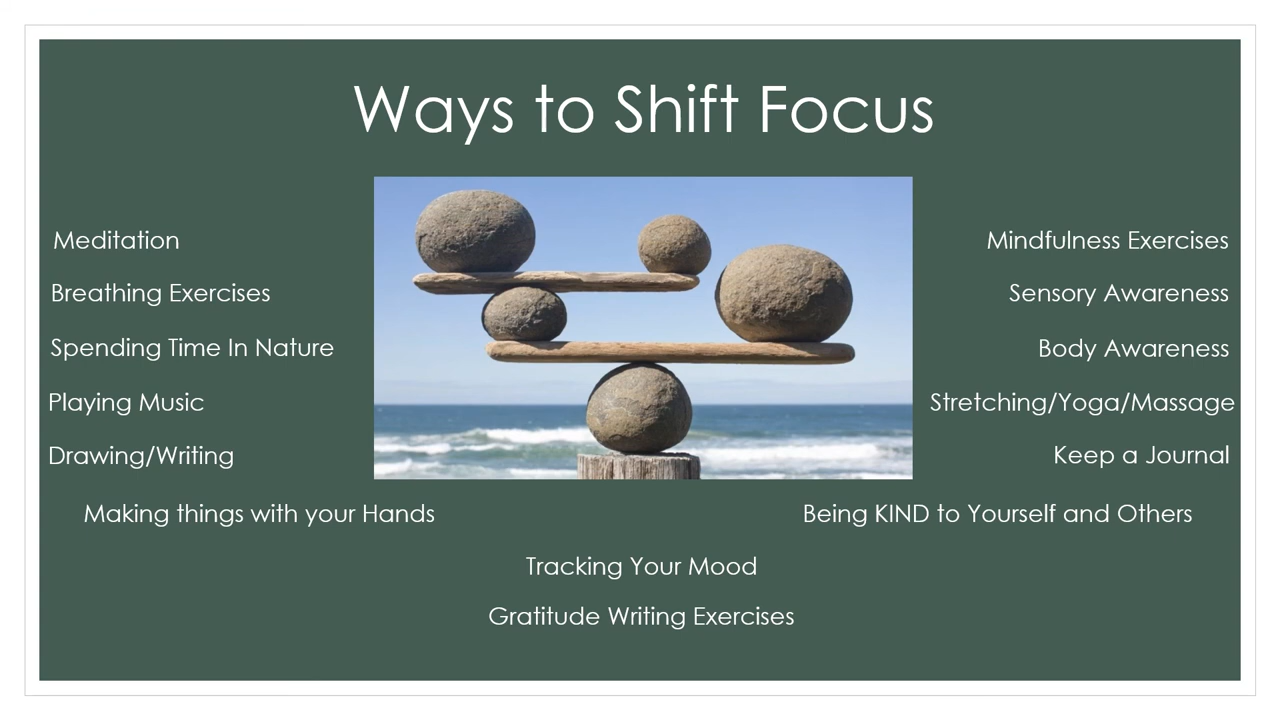 Ways to Shift Focus
Meditation
Breathing Exercises
Spending Time In Nature
Playing Music
Drawing/Writing
Making things with your Hands
Mindfulness Exercises
Sensory Awareness
Body Awareness
Stretching/Yoga/Massage
Keep a Journal
Being KIND to Yourself and Others
Tracking Your Mood
Gratitude Writing Exercises